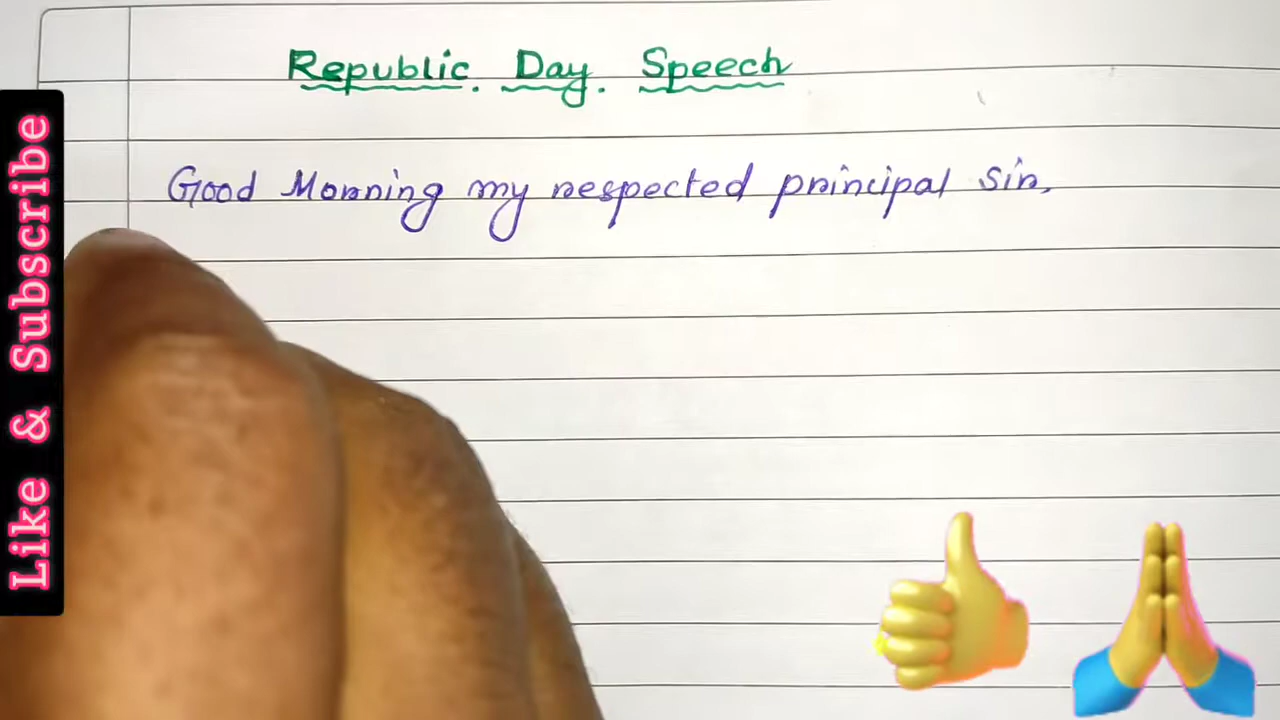 Republic Day Speech
Good Morning my respected principal sir,
Like & Subscribe